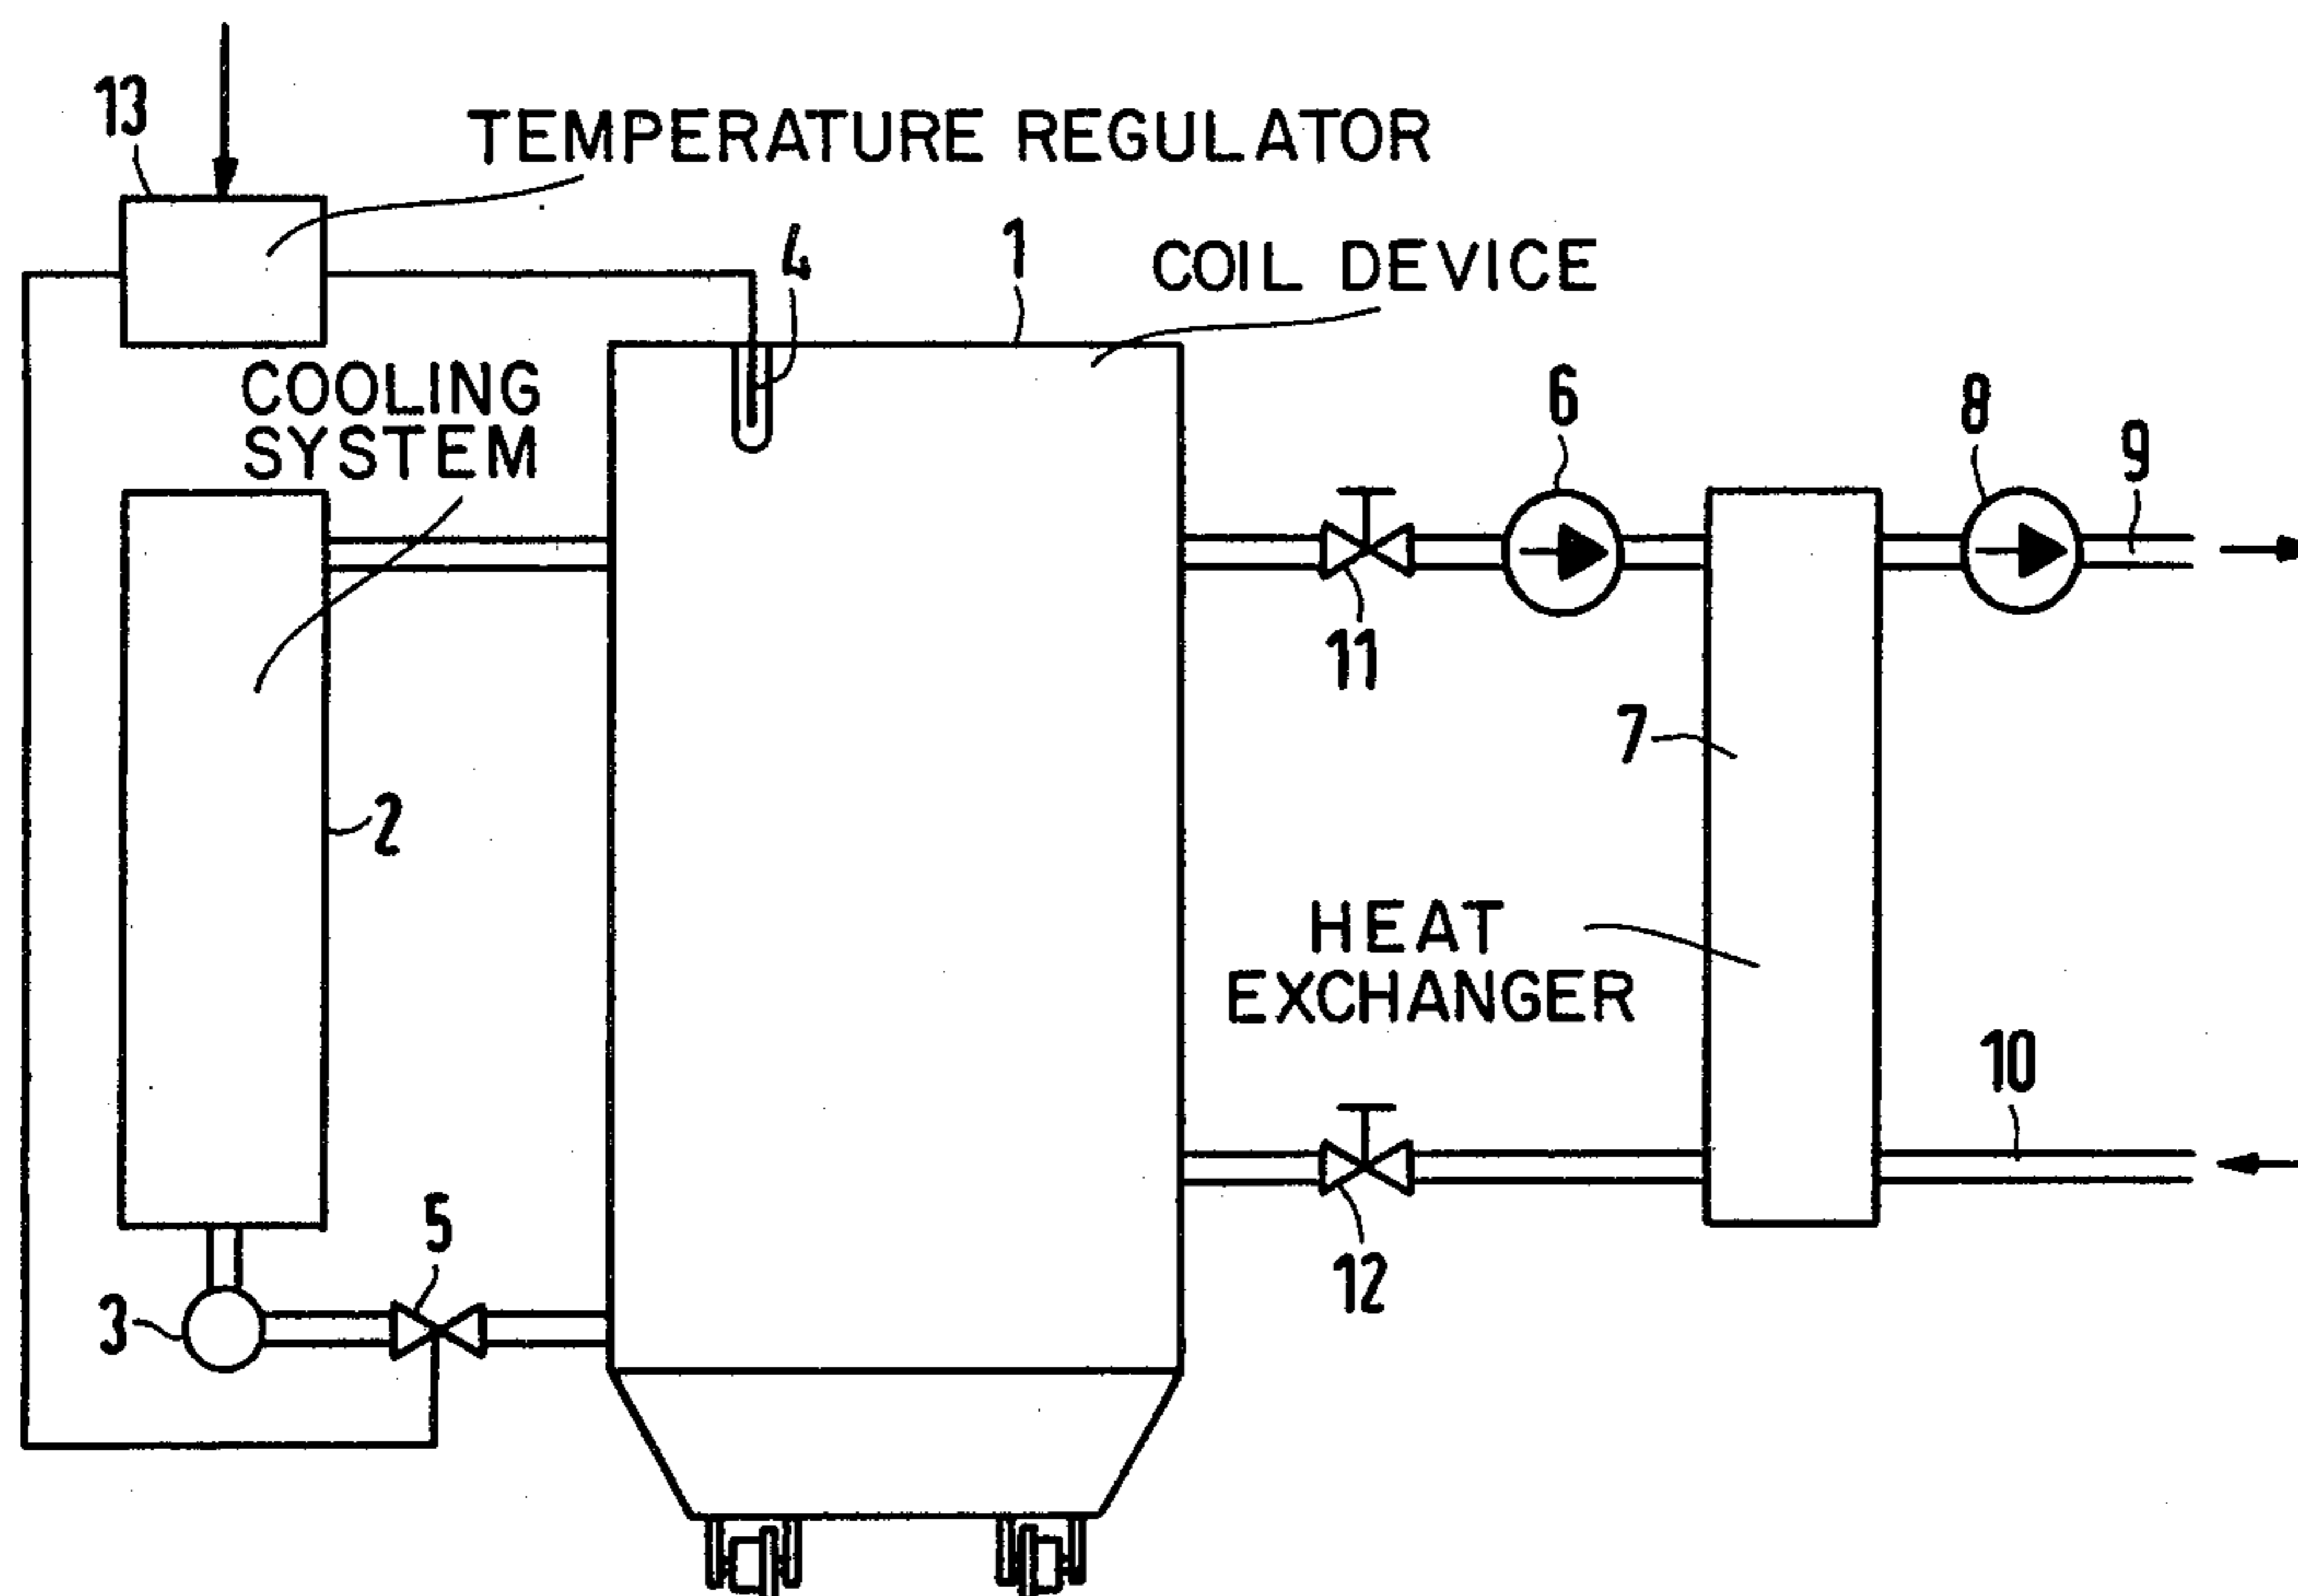 13
TEMPERATURE REGULATOR
4
1
COIL DEVICE
COOLING
SYSTEM
6
8
9
11
7
2
HEAT
EXCHANGER
10
5
12
3